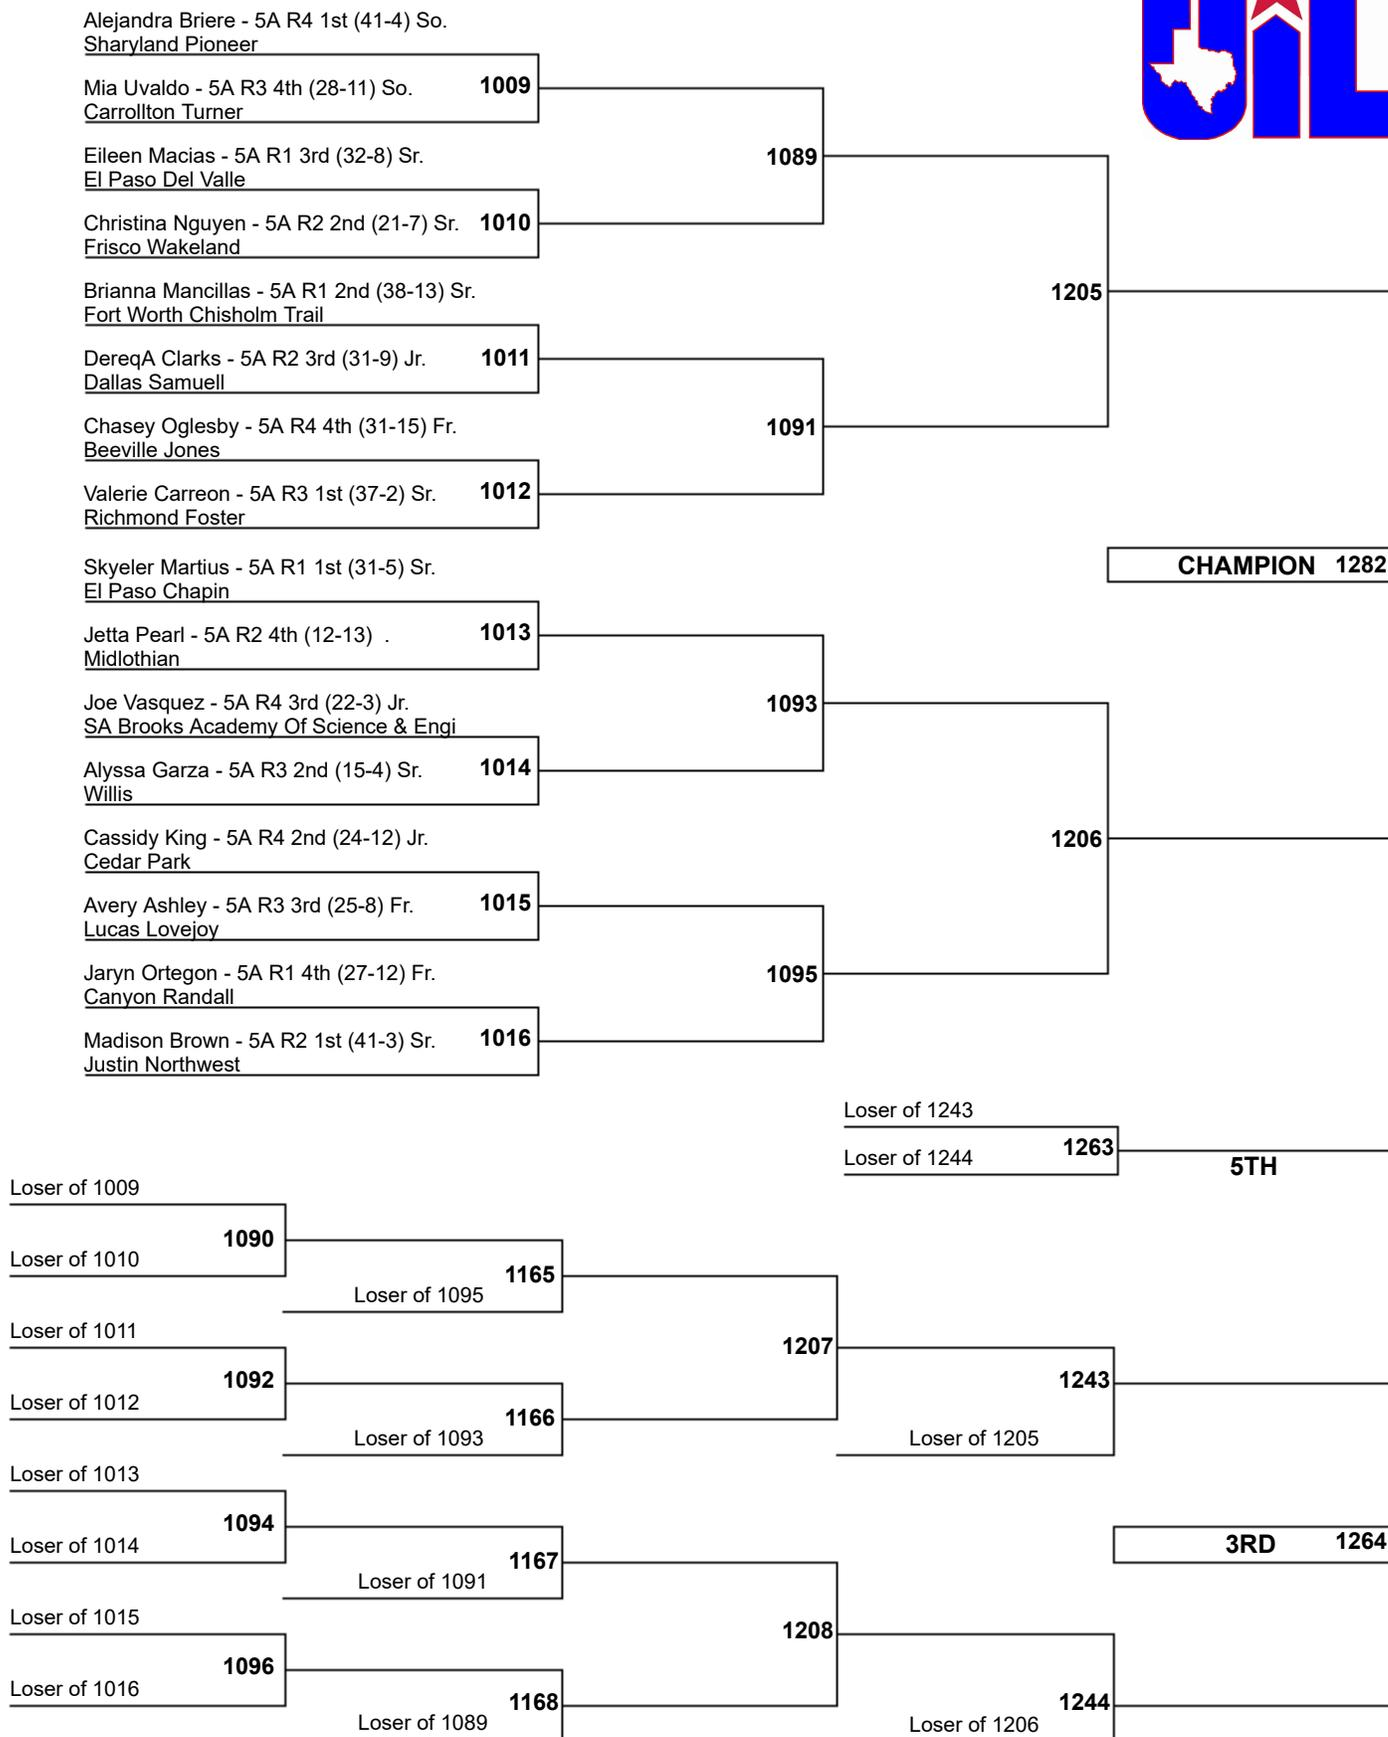 Alejandra Briere - 5A R4 1st (41-4) So.
Sharyland Pioneer
1009
Mia Uvaldo - 5A R3 4th (28-11) So.
Carrollton Turner
1089
Eileen Macias - 5A R1 3rd (32-8) Sr.
El Paso Del Valle
1010
Christina Nguyen - 5A R2 2nd (21-7) Sr.
Frisco Wakeland
1205
Brianna Mancillas - 5A R1 2nd (38-13) Sr.
Fort Worth Chisholm Trail
1011
DereqA Clarks - 5A R2 3rd (31-9) Jr.
Dallas Samuell
1091
Chasey Oglesby - 5A R4 4th (31-15) Fr.
Beeville Jones
1012
Valerie Carreon - 5A R3 1st (37-2) Sr.
Richmond Foster
UIL
CHAMPION 1282
Skyeler Martius - 5A R1 1st (31-5) Sr.
El Paso Chapin
1013
Jetta Pearl - 5A R2 4th (12-13) .
Midlothian
1093
Joe Vasquez - 5A R4 3rd (22-3) Jr.
SA Brooks Academy Of Science & Engi
1014
Alyssa Garza - 5A R3 2nd (15-4) Sr.
Willis
1206
Cassidy King - 5A R4 2nd (24-12) Jr.
Cedar Park
1015
Avery Ashley - 5A R3 3rd (25-8) Fr.
Lucas Lovejoy
1095
Jaryn Ortegon - 5A R1 4th (27-12) Fr.
Canyon Randall
1016
Madison Brown - 5A R2 1st (41-3) Sr.
Justin Northwest
Loser of 1243
1263
Loser of 1244
5TH
Loser of 1009
1090
Loser of 1010
1165
Loser of 1095
Loser of 1011
1207
1092
1243
Loser of 1012
1166
Loser of 1093
Loser of 1205
Loser of 1013
1094
Loser of 1014
3RD 1264
1167
Loser of 1091
Loser of 1015
1208
1096
Loser of 1016
1168
1244
Loser of 1089
Loser of 1206